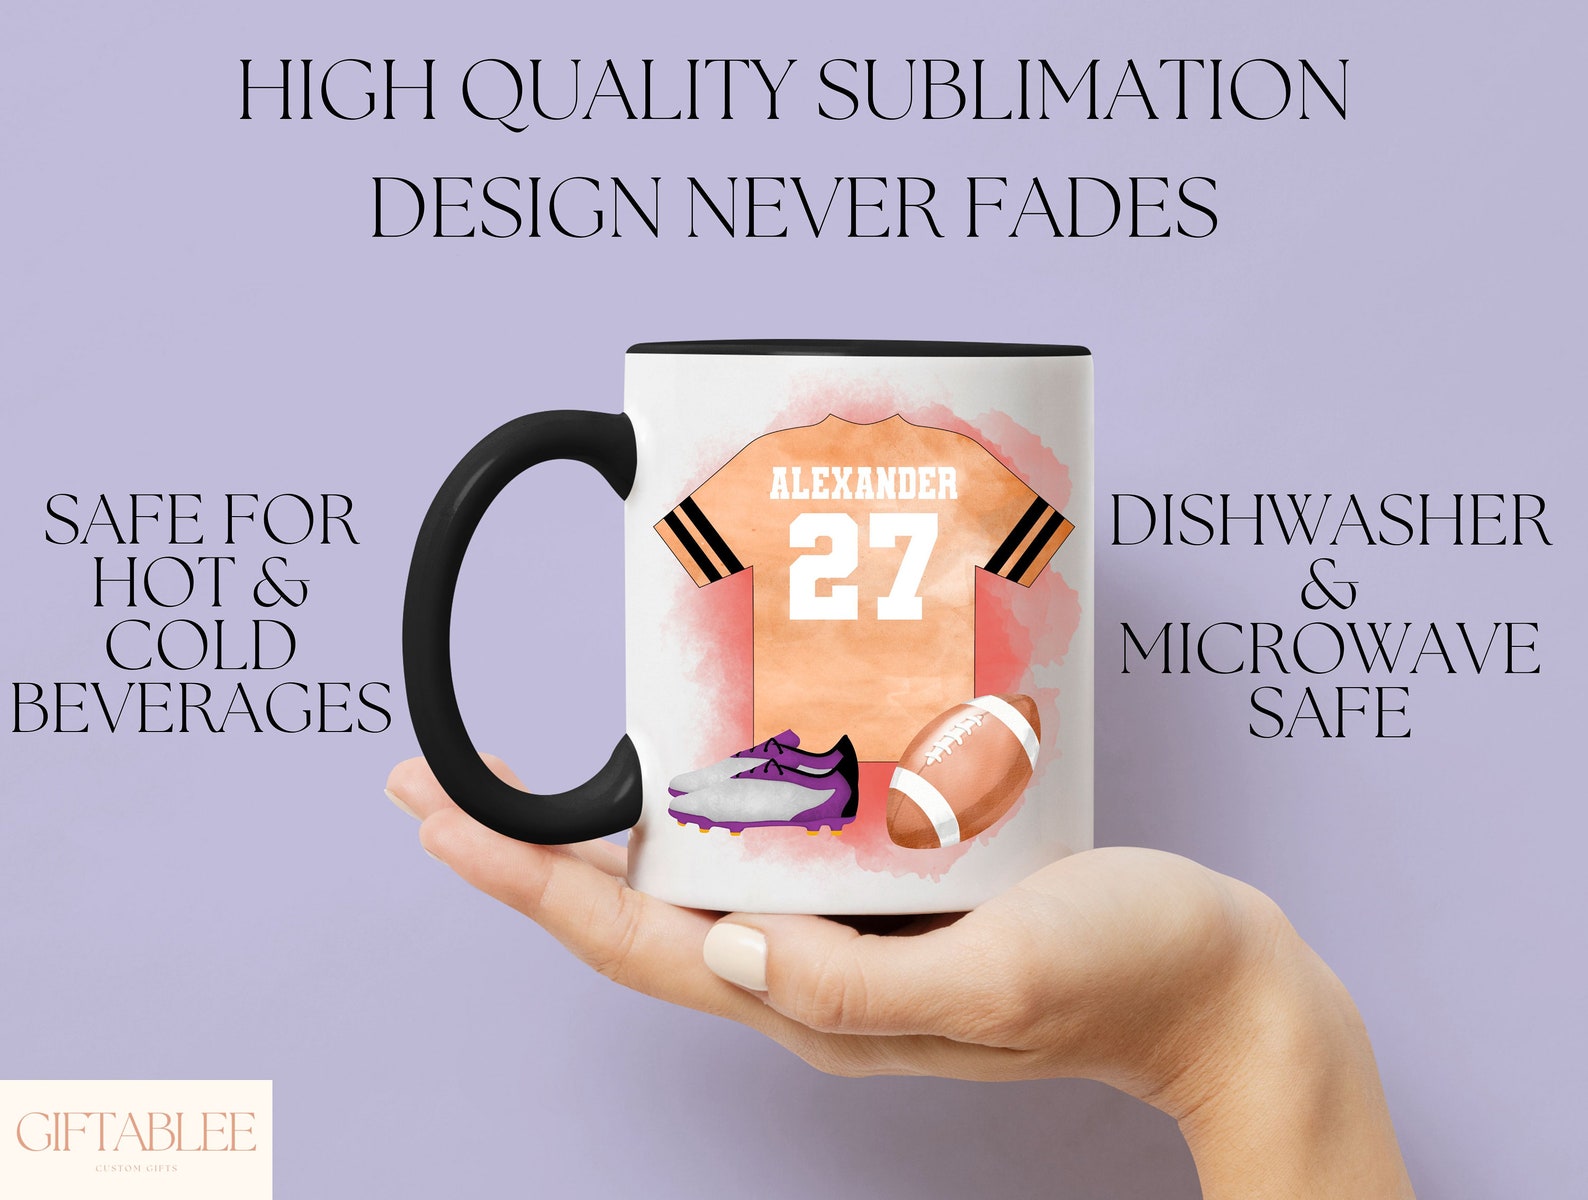 HIGH QUALITY SUBLIMATION
DESIGN NEVER FADES
SAFE FOR
HOT &
COLD
BEVERAGES
ALEXANDER
27
DISHWASHER
&
MICROWAVE
SAFE
GIFTABLEE
CUSTOM GIFTS